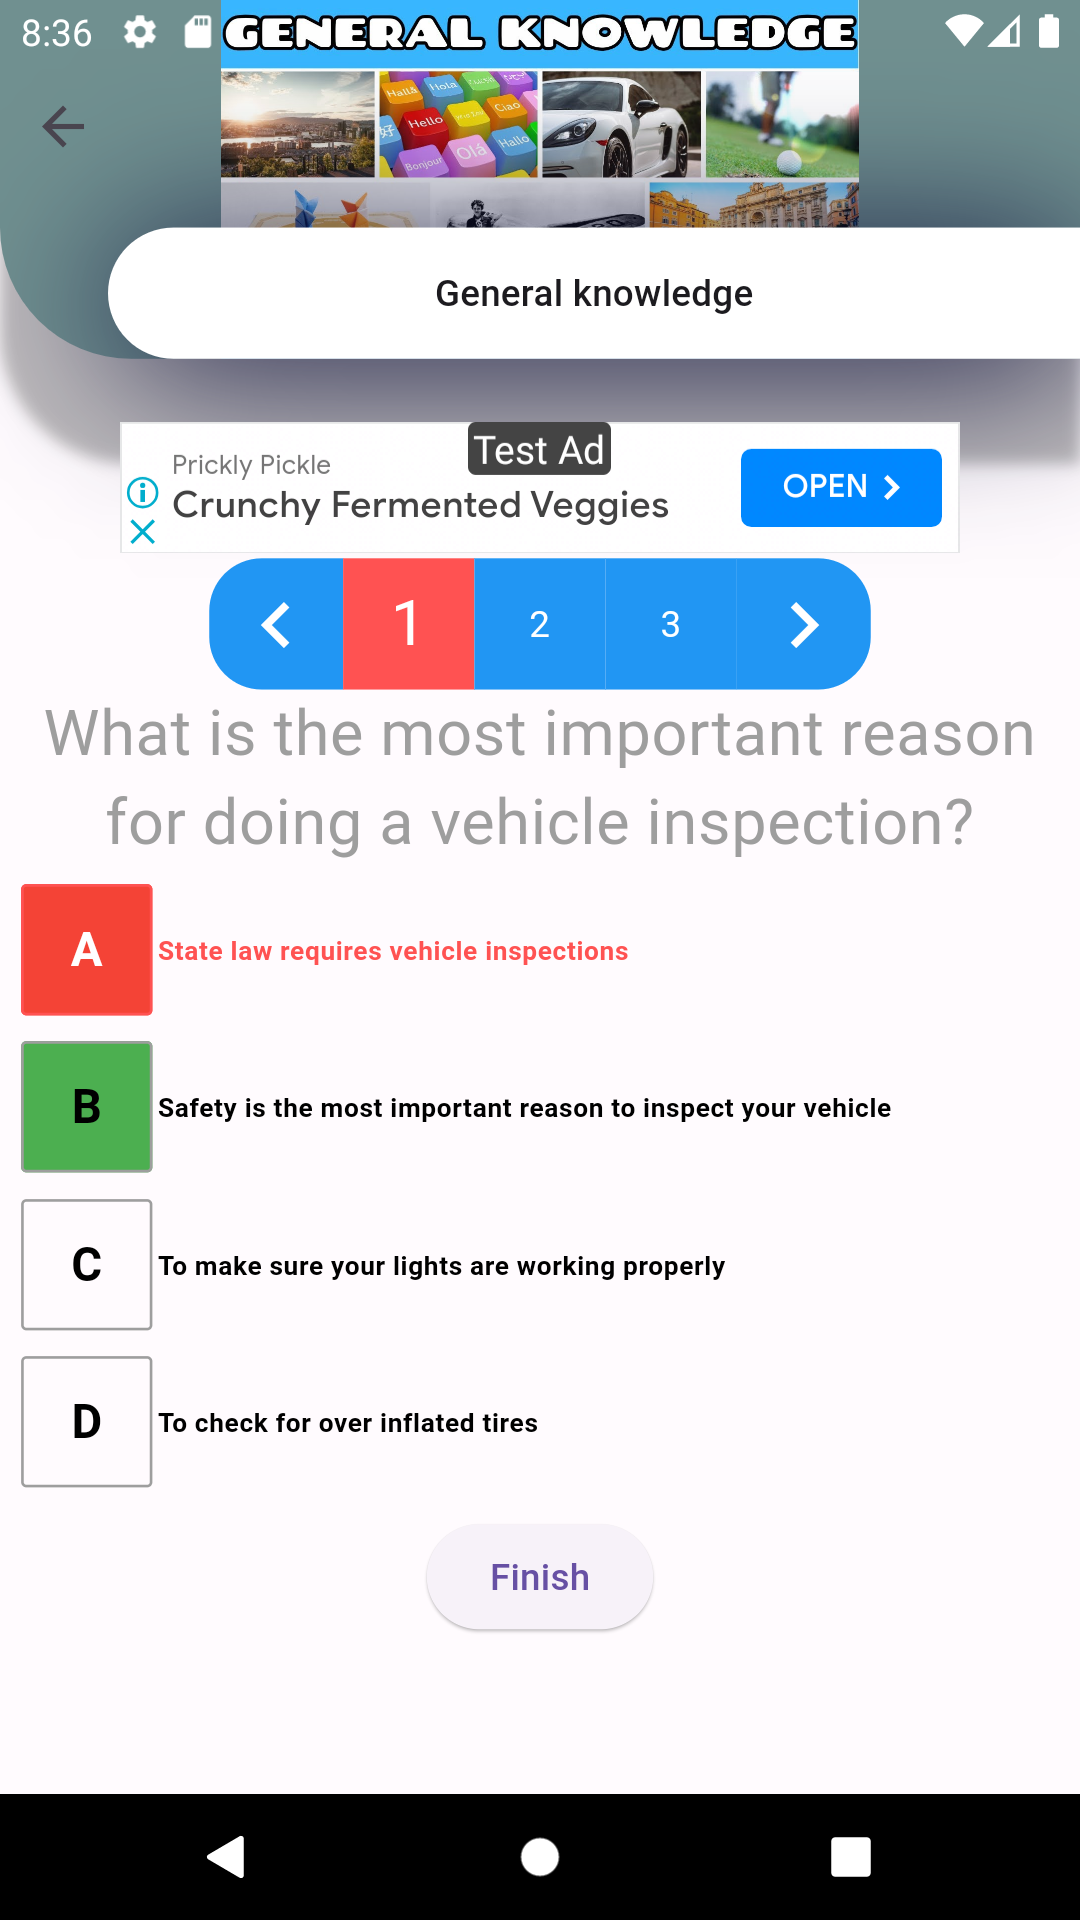 8:36
GENERAL KNOWLEDGE
Hallå
Hola
Hello
Ciao
好
Bonjour
Olá
Hallo
General knowledge
Test Ad
Prickly Pickle
Crunchy Fermented Veggies
OPEN
1
2
3
What is the most important reason
for doing a vehicle inspection?
A
State law requires vehicle inspections
B
Safety is the most important reason to inspect your vehicle
C
To make sure your lights are working properly
D
To check for over inflated tires
Finish